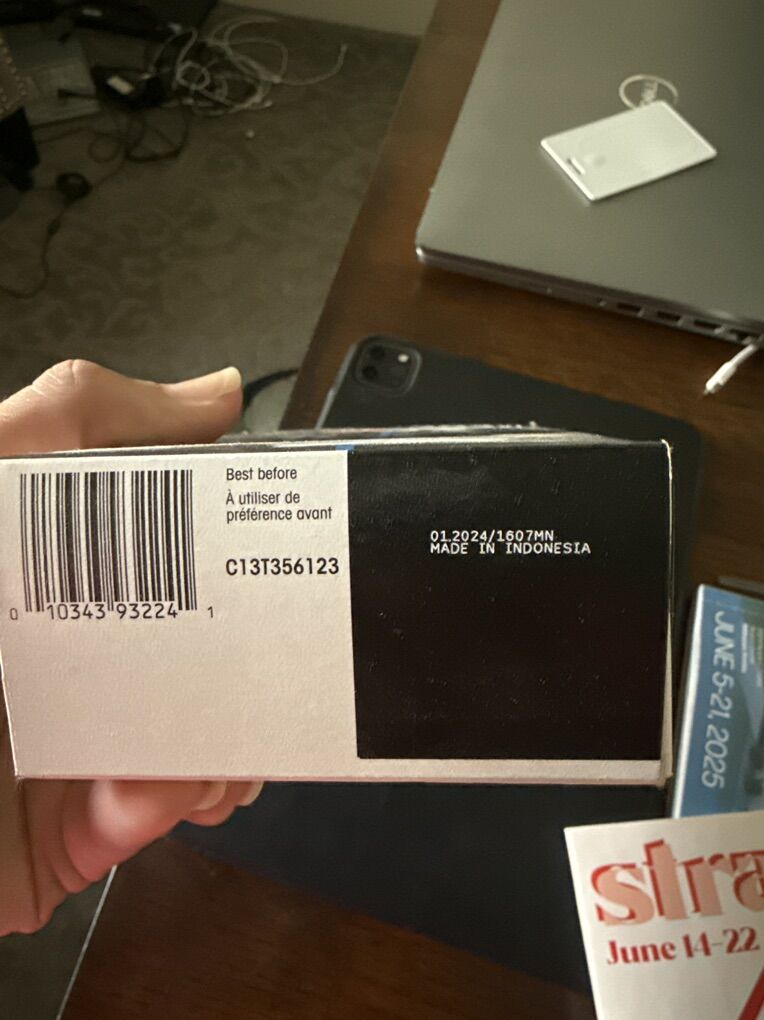 Best before
À utiliser de
préférence avant
C13T356123
0 10343 93224 1
01.2024/1607MN
MADE IN INDONESIA
JUNE 5-21, 2025
stra
June 14-22